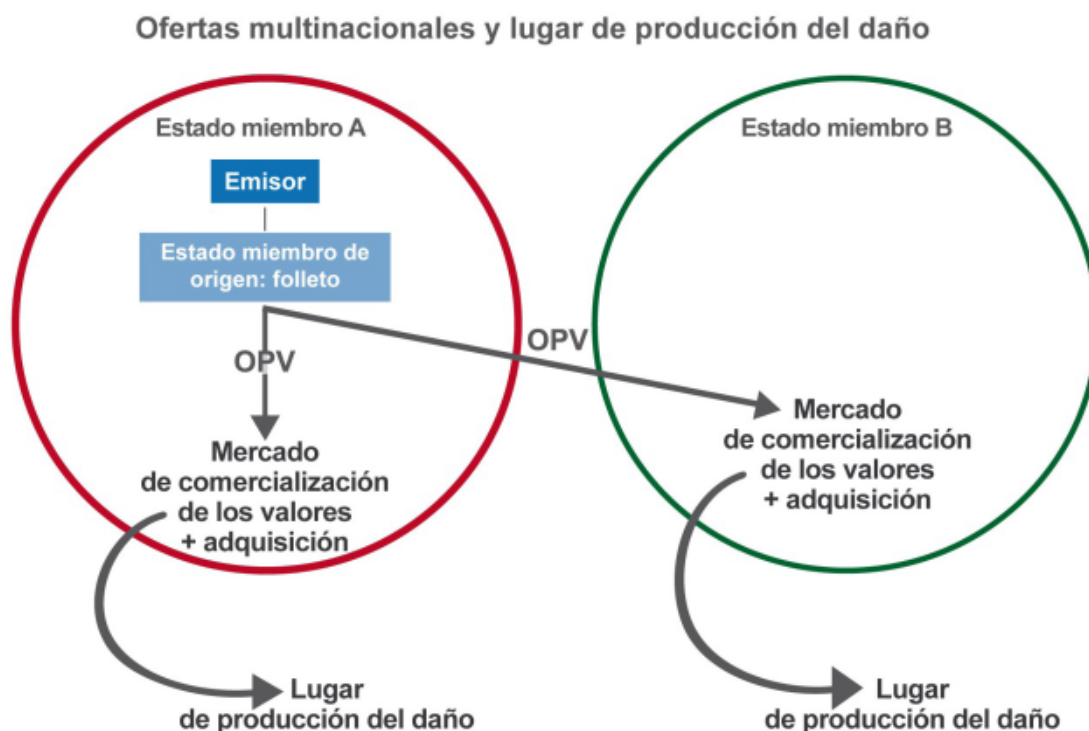 Ofertas multinacionales y lugar de producción del daño
Estado miembro A
Emisor
Estado miembro de
origen: folleto
OPV
Mercado
de comercialización
de los valores
+ adquisición
Lugar
de producción del daño
OPV
Estado miembro B
Mercado
de comercialización
de los valores
+ adquisición
Lugar
de producción del daño